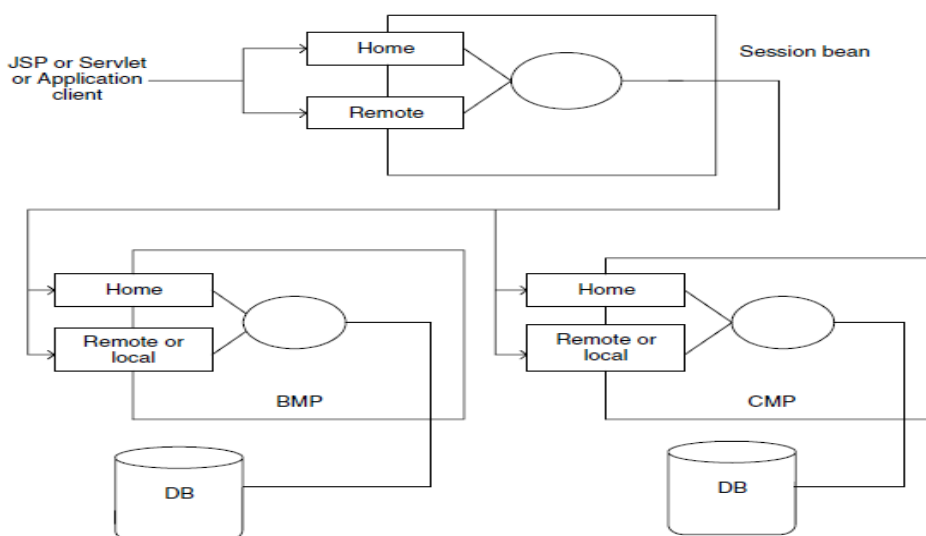 Home
Session bean
JSP or Servlet
or Application
client
Remote
Home
Home
Remote or
local
Remote or
local
BMP
CMP
DB
DB